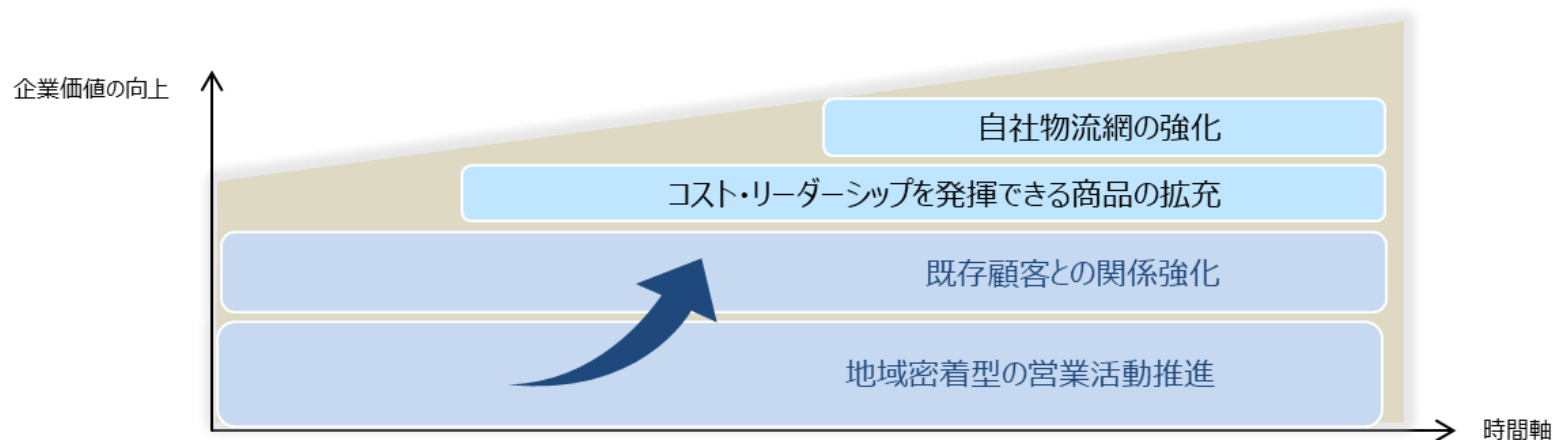 企業価値の向上
自社物流網の強化
コスト・リーダーシップを発揮できる商品の拡充
既存顧客との関係強化
地域密着型の営業活動推進
時間軸